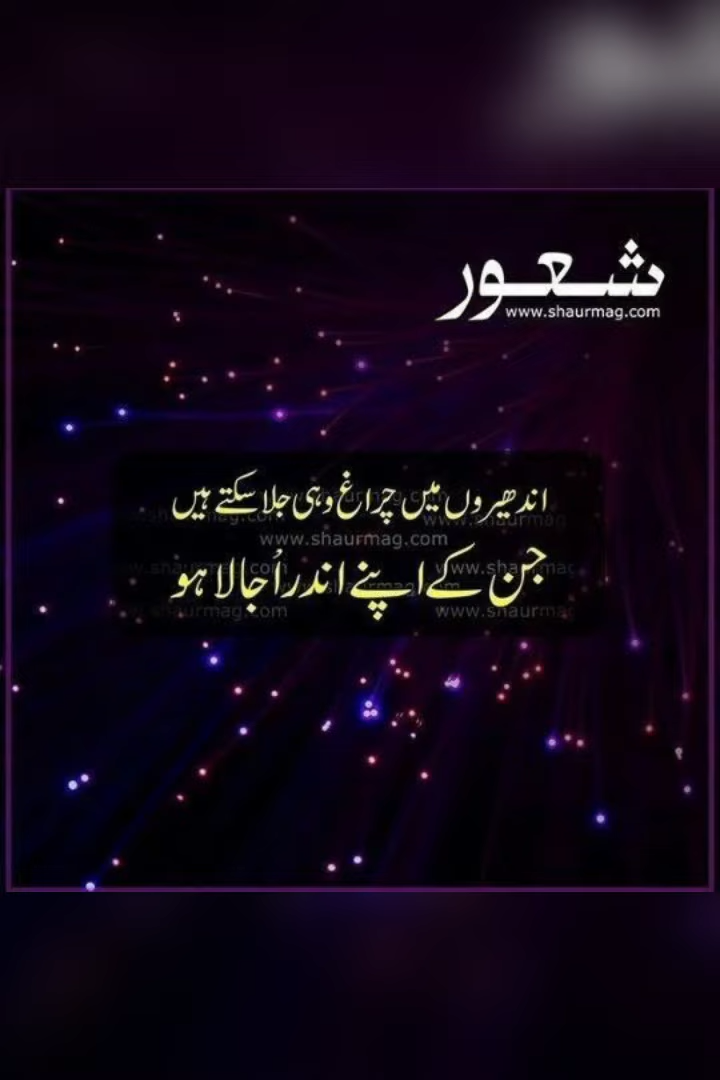 شعور
www.shaurmag.com
اندھیروں میں چراغ وہی جلا سکتے ہیں
www.shaurmag.com
جن کے اپنے اندر اُجالا ہو